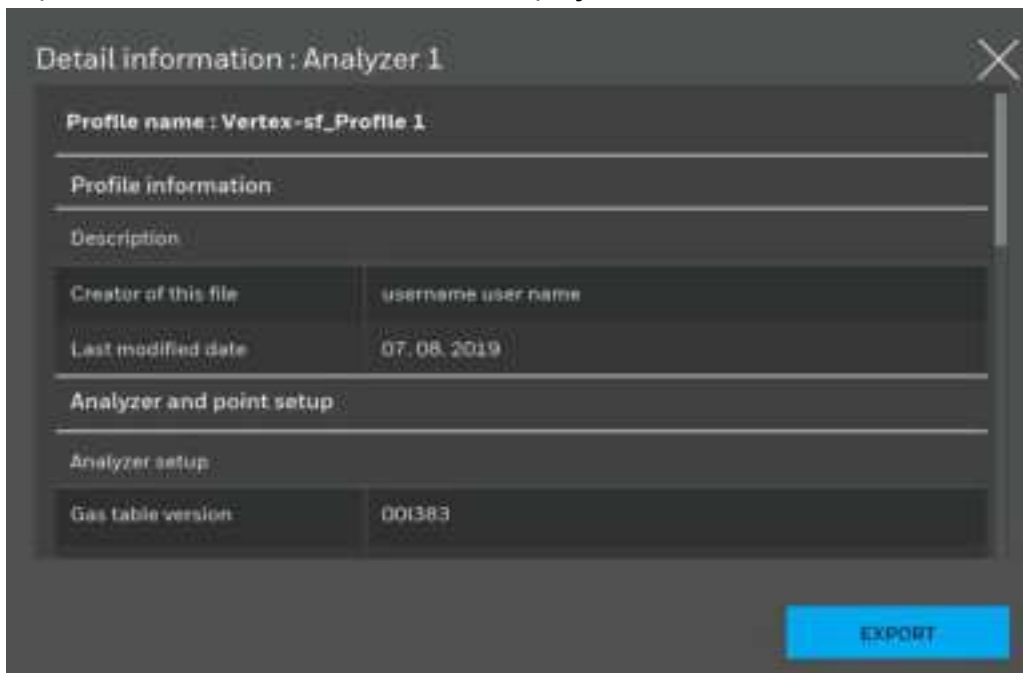 Detail information : Analyzer 1
Profile name : Vertex-sf_Profile 1
Profile information
Description
Creator of this file username user name
Last modified date 07. 08. 2019
Analyzer and point setup
Analyzer setup
Gas table version 001383
EXPORT